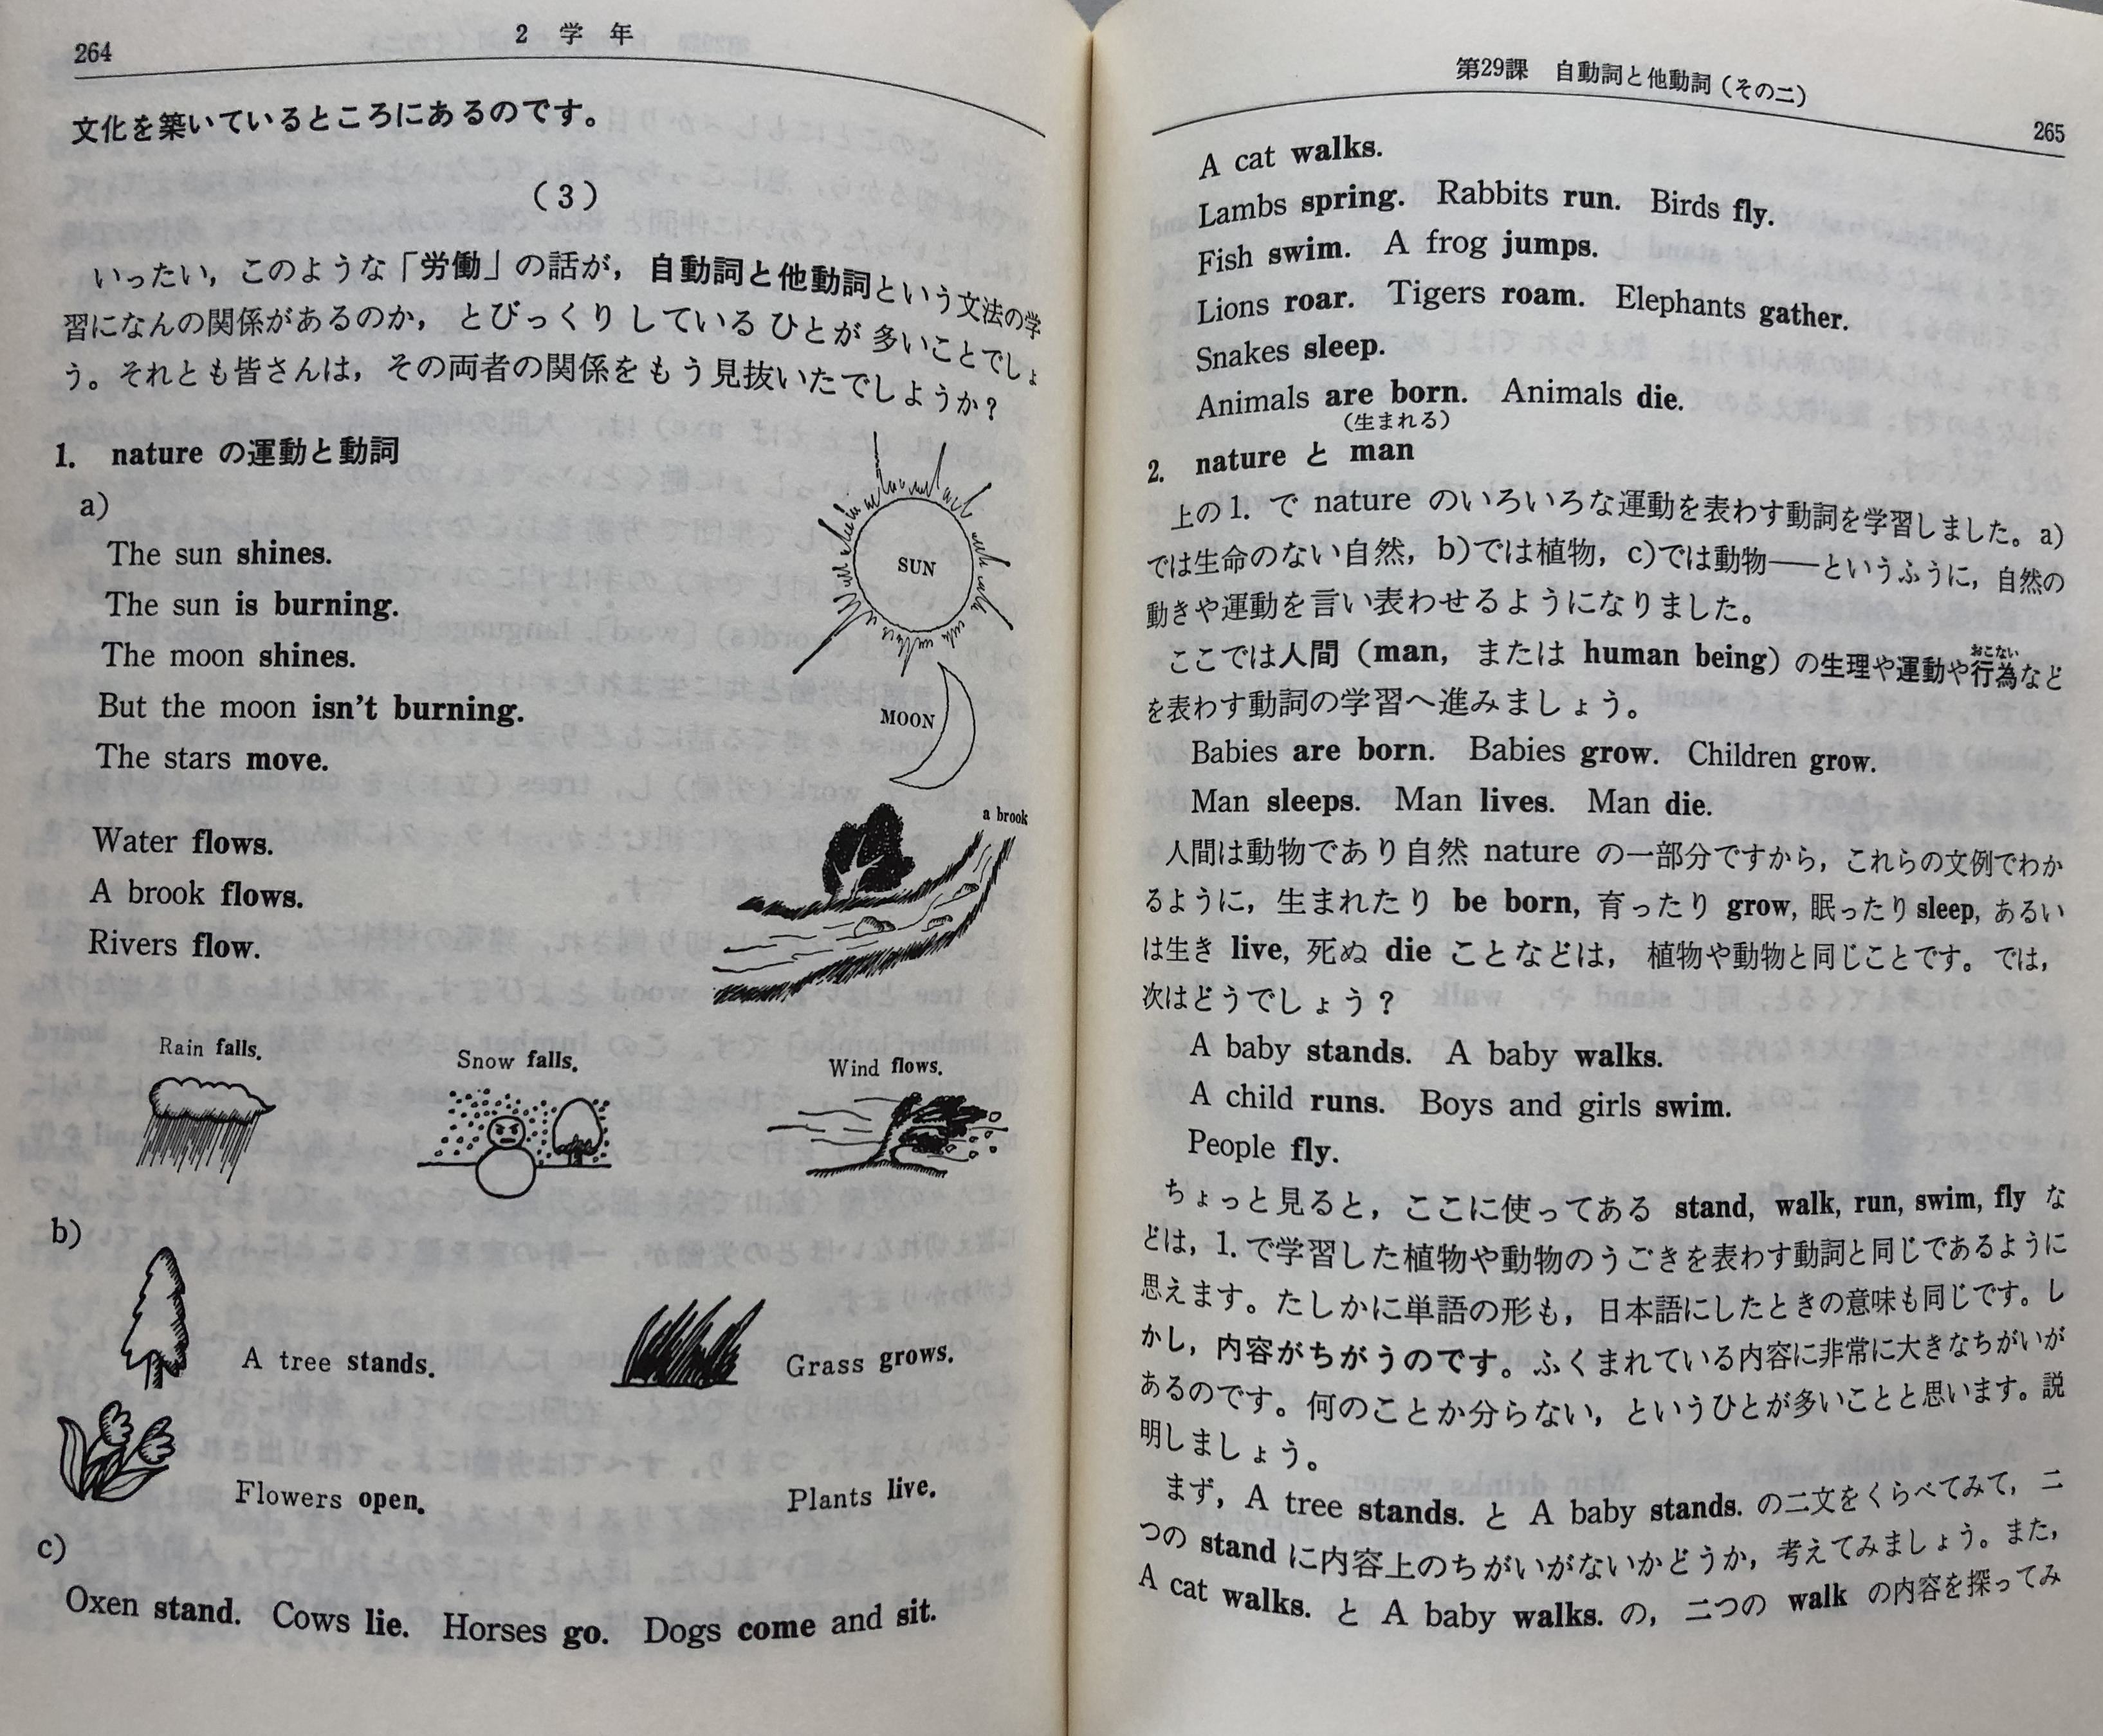 264
2 学 年
文化を築いているところにあるのです。
(3)
いったい，このような「労働」の話が，自動詞と他動詞という文法の学
習になんの関係があるのか，とびっくりしているひとが多いことでしょ
う。それとも皆さんは，その両者の関係をもう見抜いたでしようか？
1. nature の運動と動詞
a)
The sun shines.
The sun is burning.
The moon shines.
But the moon isn't burning.
The stars move.
SUN
MOON
a brook
Water flows.
A brook flows.
Rivers flow.
Rain falls.
Snow falls.
Wind flows.
b)
A tree stands.
Grass grows.
Flowers open.
Plants live.
c)
Oxen stand. Cows lie. Horses go. Dogs come and sit.
第29課 自動詞と他動詞（その二）
265
A cat walks.
Lambs spring. Rabbits run. Birds fly.
Fish swim. A frog jumps.
Lions roar. Tigers roam. Elephants gather.
Snakes sleep.
Animals are born. Animals die.
（生まれる）
2. nature と man
上の1. で nature のいろいろな運動を表わす動詞を学習しました。a)
では生命のない自然，b)では植物，c)では動物――というふうに，自然の
動きや運動を言い表わせるようになりました。
ここでは人間（man, または human being）の生理や運動や行為など
おこない
を表わす動詞の学習へ進みましょう。
Babies are born. Babies grow. Children grow.
Man sleeps. Man lives. Man die.
人間は動物であり自然 nature の一部分ですから，これらの文例でわか
るように，生まれたり be born, 育ったり grow, 眠ったり sleep, あるい
は生き live, 死ぬ die ことなどは，植物や動物と同じことです。では，
次はどうでしょう？
A baby stands. A baby walks.
A child runs. Boys and girls swim.
People fly.
ちょっと見ると，ここに使ってある stand, walk, run, swim, fly な
どは，1. で学習した植物や動物のうごきを表わす動詞と同じであるように
思えます。たしかに単語の形も，日本語にしたときの意味も同じです。し
かし，内容がちがうのです。ふくまれている内容に非常に大きなちがいが
あるのです。何のことか分らない，というひとが多いことと思います。説
明しましょう。
まず，A tree stands. と A baby stands. の二文をくらべてみて，二
つの stand に内容上のちがいがないかどうか，考えてみましょう。また，
A cat walks. と A baby walks. の，二つの walk の内容を探ってみ